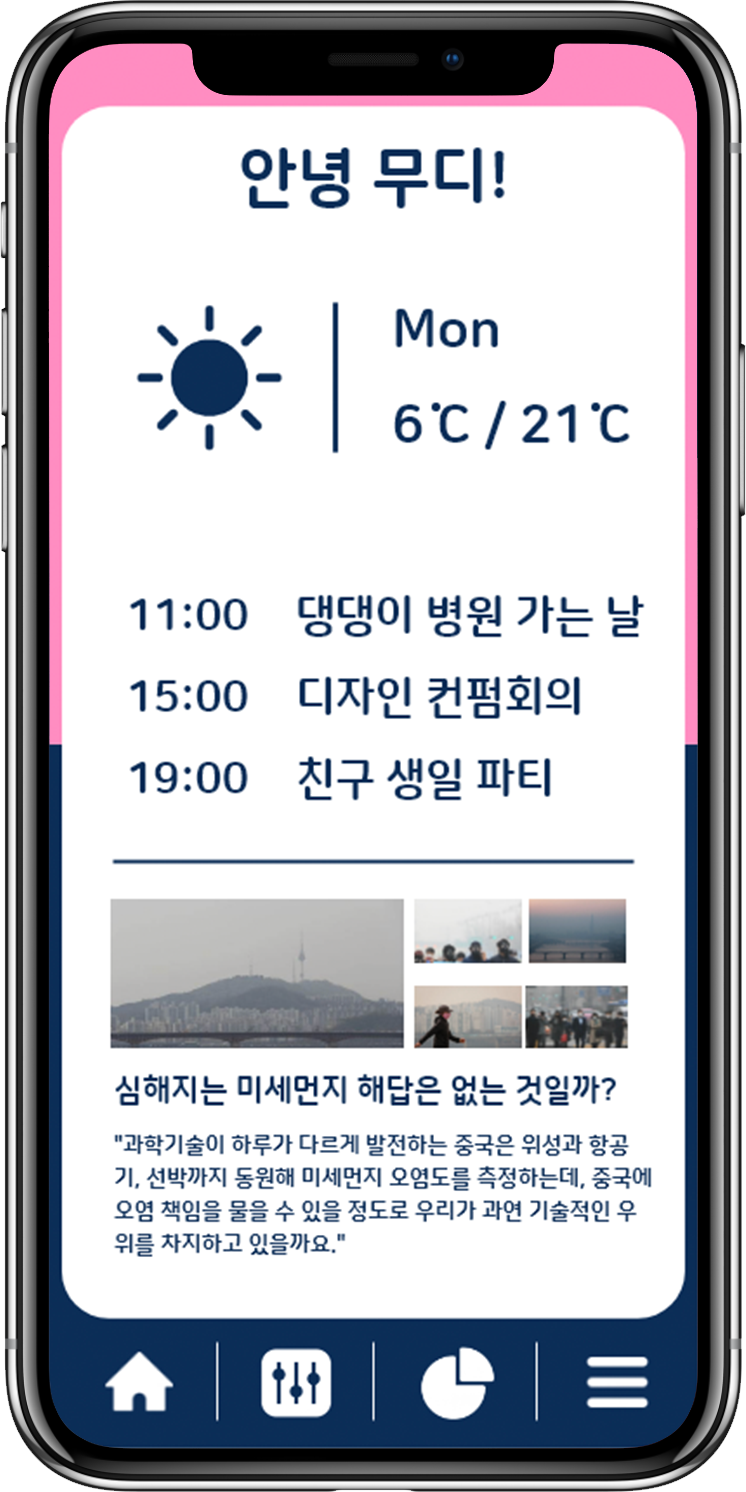 안녕 무디!
Mon
6℃ / 21℃
11:00 댕댕이 병원 가는 날
15:00 디자인 컨펌회의
19:00 친구 생일 파티
심해지는 미세먼지 해답은 없는 것일까?
"과학기술이 하루가 다르게 발전하는 중국은 위성과 항공
기, 선박까지 동원해 미세먼지 오염도를 측정하는데, 중국에
오염 책임을 물을 수 있을 정도로 우리가 과연 기술적인 우
위를 차지하고 있을까요."